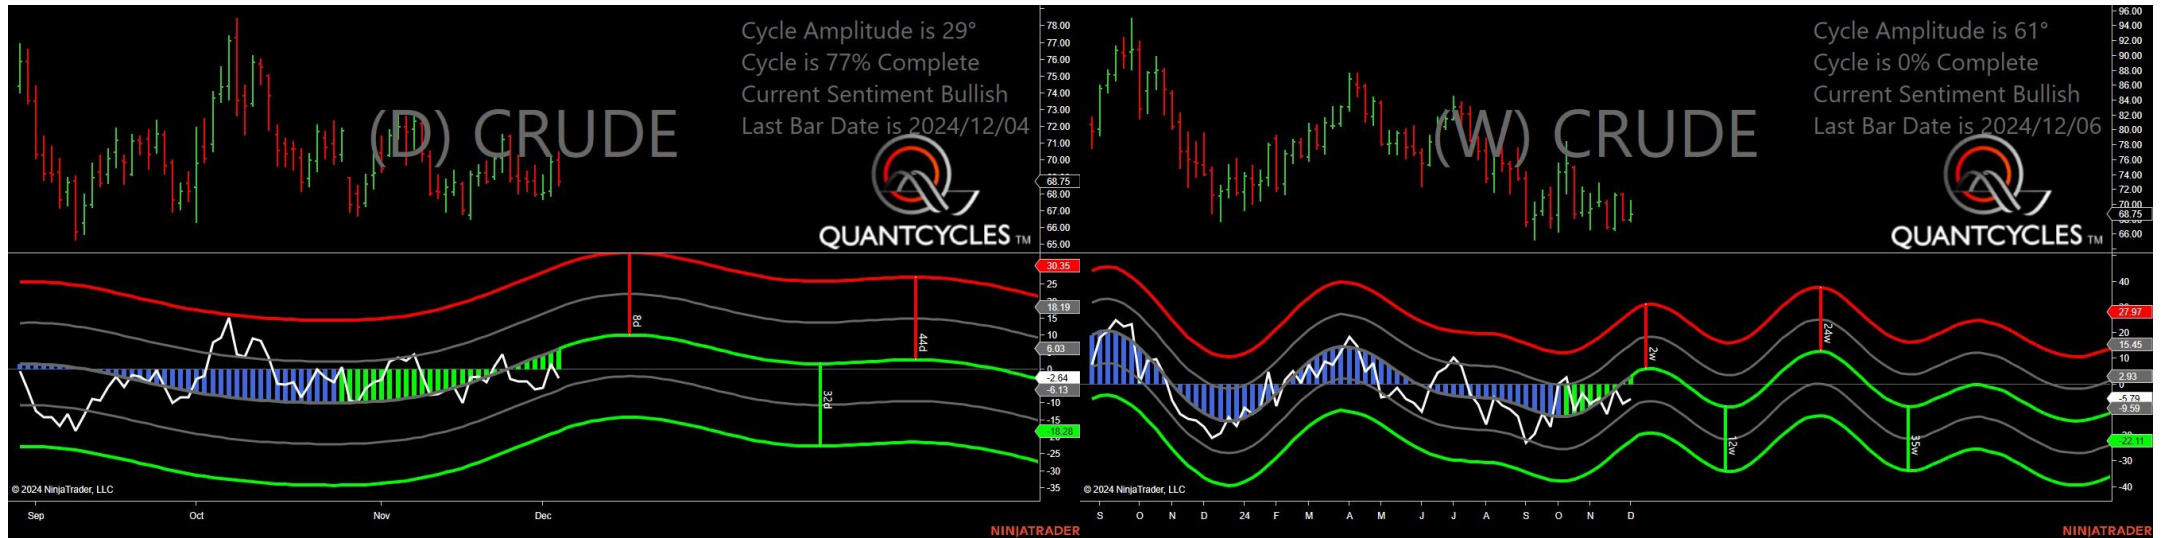 Cycle Amplitude is 29°
Cycle is 77% Complete
Current Sentiment Bullish
Last Bar Date is 2024/12/04
(D) CRUDE
QUANTCYCLES TM
78.00
77.00
76.00
75.00
74.00
73.00
72.00
71.00
70.00
68.75
68.00
67.00
66.00
65.00
30.35
25
18.19
15
10
6.03
0
-2.64
-6.13
-10
-15
-18.28
-25
-30
-35
8d
44d
32d
© 2024 NinjaTrader, LLC
Sep
Oct
Nov
Dec
NINJATRADER
Cycle Amplitude is 61°
Cycle is 0% Complete
Current Sentiment Bullish
Last Bar Date is 2024/12/06
(W) CRUDE
QUANTCYCLES TM
96.00
94.00
92.00
90.00
88.00
86.00
84.00
82.00
80.00
78.00
76.00
74.00
72.00
70.00
68.75
66.00
40
27.97
20
15.45
10
2.93
0
-5.79
-9.59
-22.11
-30
-40
2w
24w
12w
35w
© 2024 NinjaTrader, LLC
S O N D 24 F M A M J J A S O N D
NINJATRADER